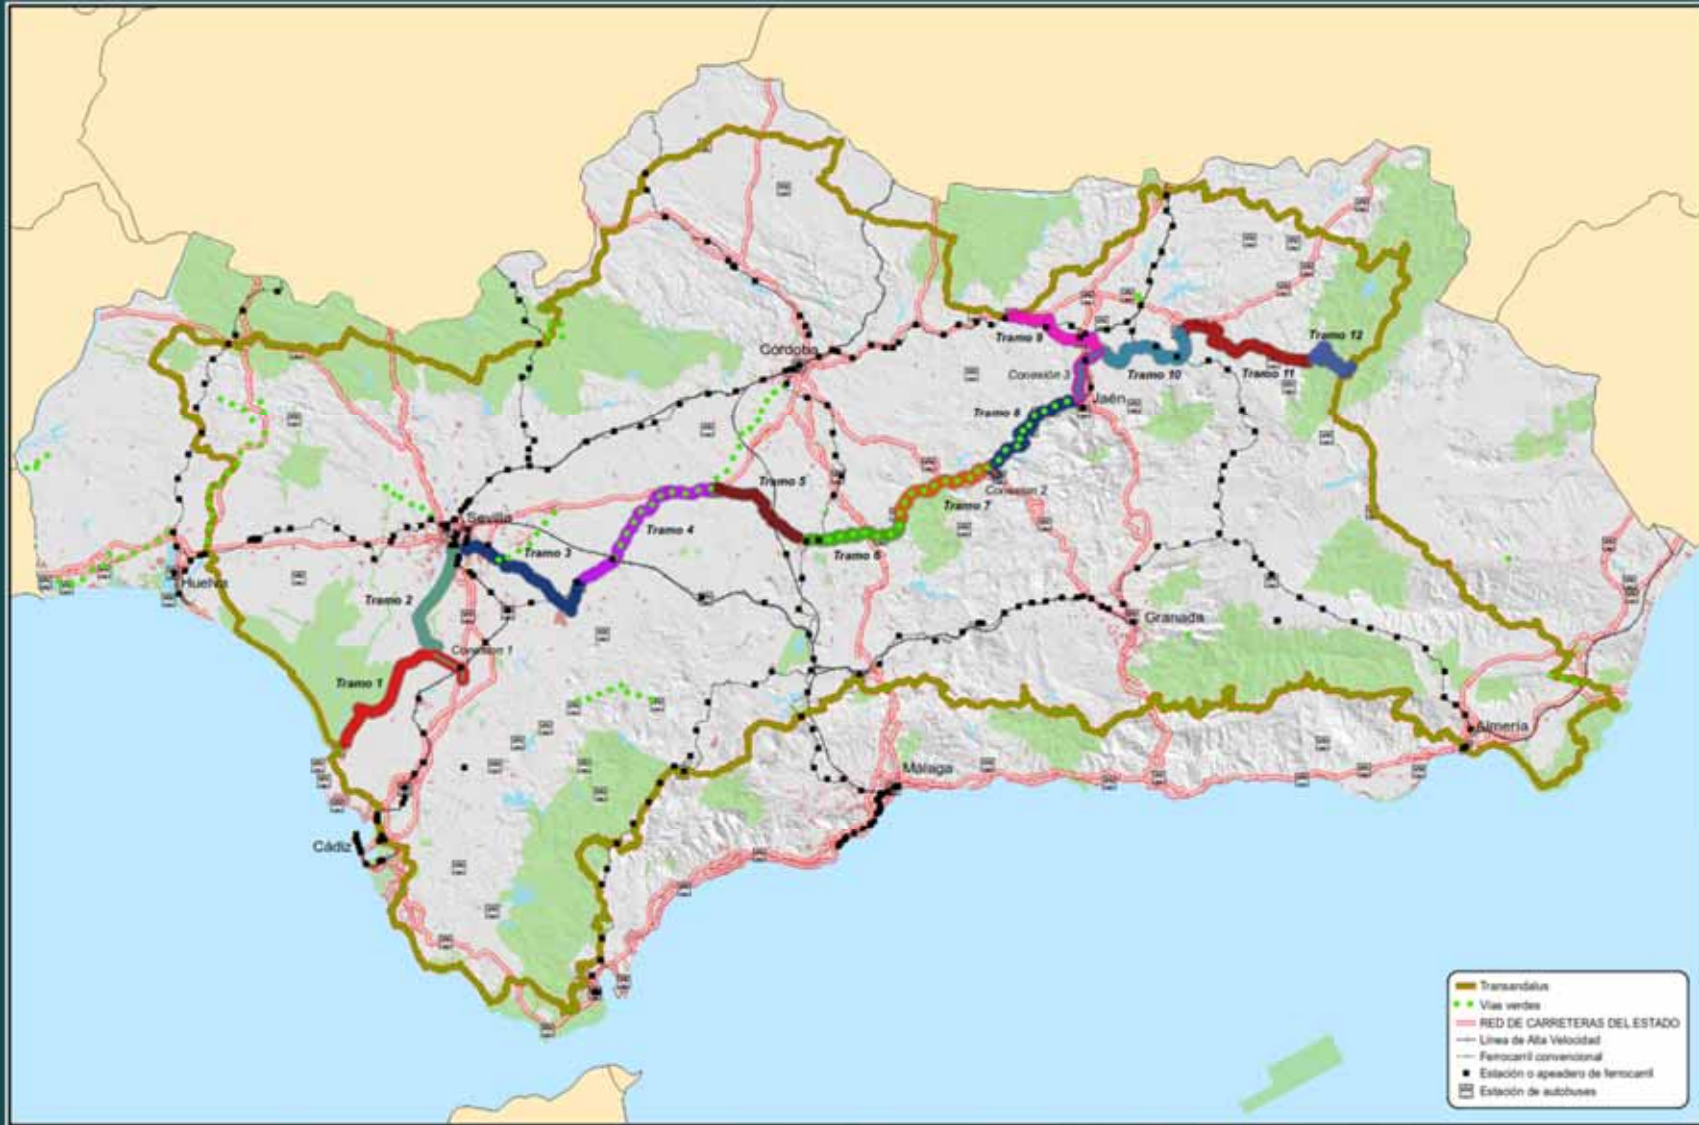 Córdoba
Tramo 9
Tramo 12
Conexión 3
Tramo 10
Tramo 11
Jaén
Tramo 8
Tramo 5
Conexión 2
Tramo 7
Sevilla
Tramo 4
Tramo 3
Tramo 6
Huelva
Tramo 2
Granada
Conexión 1
Tramo 1
Almería
Málaga
Cádiz
Transandalus
Vías verdes
RED DE CARRETERAS DEL ESTADO
Línea de Alta Velocidad
Ferrocarril convencional
Estación o apeadero de ferrocarril
Estación de autobuses